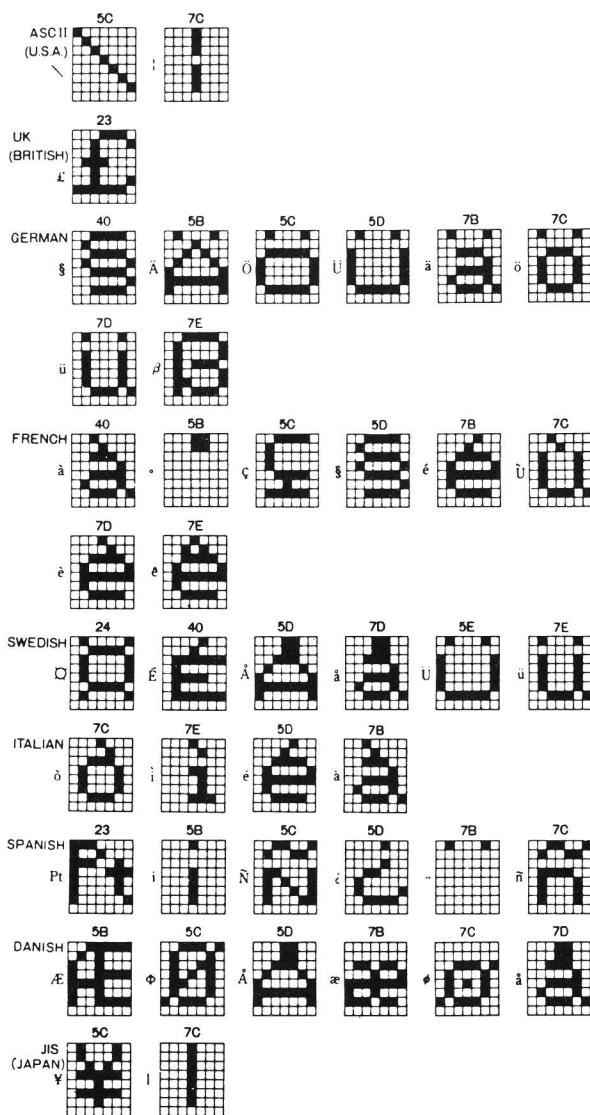 5C 7C
ASCII
(U.S.A.)
\ ¦
23
UK
(BRITISH)
£
40 5B 5C 5D 7B 7C
GERMAN
§ Ä Ö Ü ä ö
7D 7E
ü β
40 5B 5C 5D 7B 7C
FRENCH
à ° ç § é Ù
7D 7E
è ê
24 40 5D 7D 5E 7E
SWEDISH
¤ É Å å Ü ü
7C 7E 5D 7B
ITALIAN
ò ì é à
23 5B 5C 5D 7B 7C
SPANISH
Pt i Ñ ¿ ¨ ñ
5B 5C 5D 7B 7C 7D
DANISH
Æ Φ Å æ ø å
5C 7C
JIS
(JAPAN)
¥ |